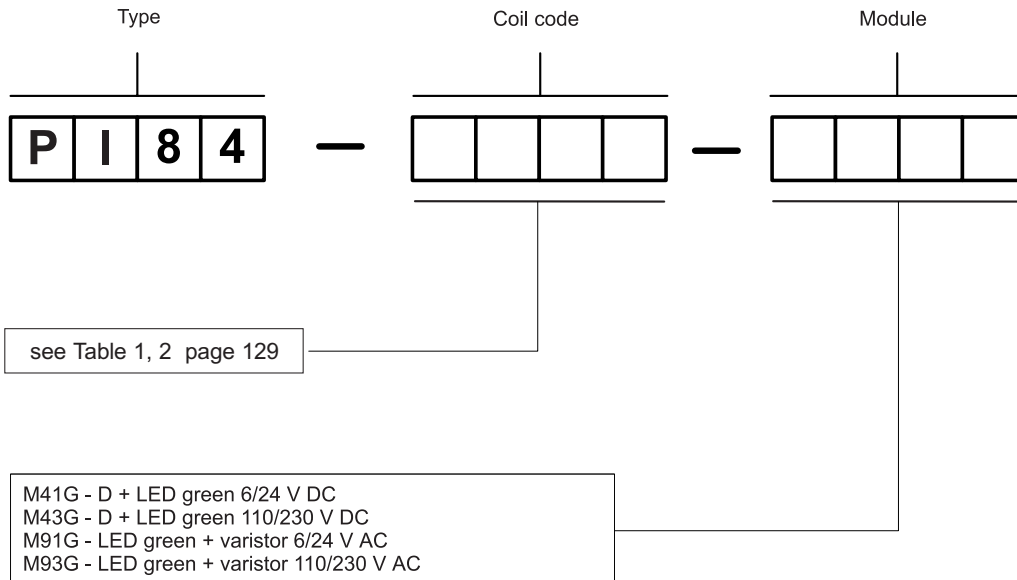 Type Coil code Module
P I 8 4 – –
see Table 1, 2 page 129
M41G - D + LED green 6/24 V DC
M43G - D + LED green 110/230 V DC
M91G - LED green + varistor 6/24 V AC
M93G - LED green + varistor 110/230 V AC